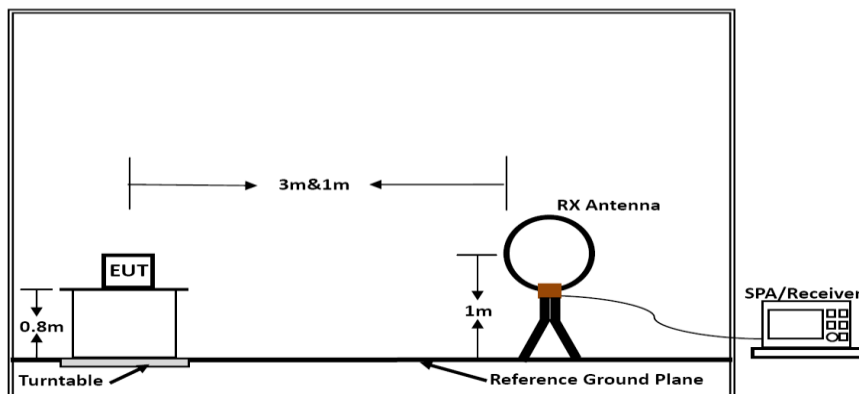 3m&1m
RX Antenna
EUT
1m
0.8m
SPA/Receiver
Turntable
Reference Ground Plane